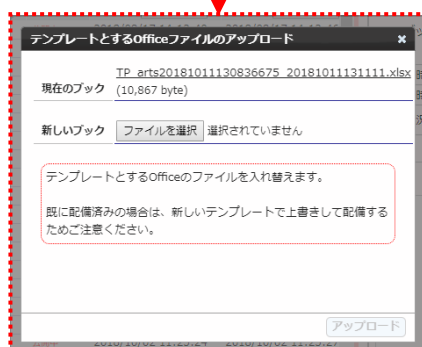 テンプレートとするOfficeファイルのアップロード ×
TP_arts20181011130836675_20181011131111.xlsx
現在のブック (10,867 byte)
新しいブック ファイルを選択 選択されていません
テンプレートとするOfficeのファイルを入れ替えます。
既に配備済みの場合は、新しいテンプレートで上書きして配備する
ためご注意ください。
アップロード